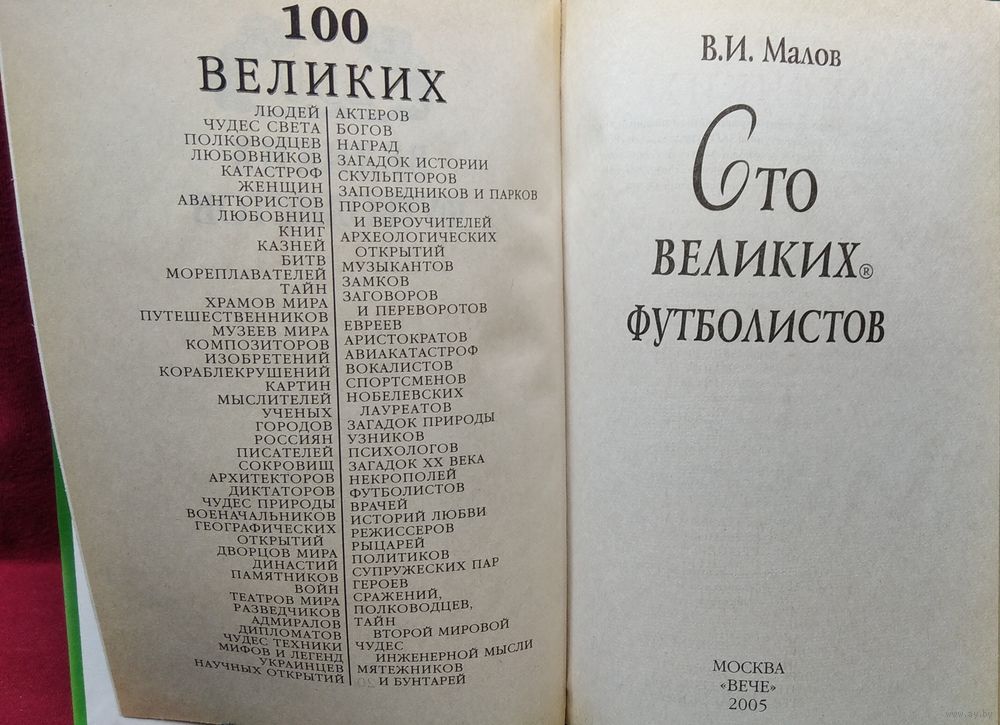 100
ВЕЛИКИХ
ЛЮДЕЙ
ЧУДЕС СВЕТА
ПОЛКОВОДЦЕВ
ЛЮБОВНИКОВ
КАТАСТРОФ
ЖЕНЩИН
АВАНТЮРИСТОВ
ЛЮБОВНИЦ
КНИГ
КАЗНЕЙ
БИТВ
МОРЕПЛАВАТЕЛЕЙ
ТАЙН
ХРАМОВ МИРА
ПУТЕШЕСТВЕННИКОВ
МУЗЕЕВ МИРА
КОМПОЗИТОРОВ
ИЗОБРЕТЕНИЙ
КОРАБЛЕКРУШЕНИЙ
КАРТИН
МЫСЛИТЕЛЕЙ
УЧЕНЫХ
ГОРОДОВ
РОССИЯН
ПИСАТЕЛЕЙ
СОКРОВИЩ
АРХИТЕКТОРОВ
ДИКТАТОРОВ
ЧУДЕС ПРИРОДЫ
ВОЕНАЧАЛЬНИКОВ
ГЕОГРАФИЧЕСКИХ
ОТКРЫТИЙ
ДВОРЦОВ МИРА
ДИНАСТИЙ
ПАМЯТНИКОВ
ВОЙН
ТЕАТРОВ МИРА
РАЗВЕДЧИКОВ
АДМИРАЛОВ
ДИПЛОМАТОВ
ЧУДЕС ТЕХНИКИ
МИФОВ И ЛЕГЕНД
УКРАИНЦЕВ
НАУЧНЫХ ОТКРЫТИЙ
АКТЕРОВ
БОГОВ
НАГРАД
ЗАГАДОК ИСТОРИИ
СКУЛЬПТОРОВ
ЗАПОВЕДНИКОВ И ПАРКОВ
ПРОРОКОВ
И ВЕРОУЧИТЕЛЕЙ
АРХЕОЛОГИЧЕСКИХ
ОТКРЫТИЙ
МУЗЫКАНТОВ
ЗАМКОВ
ЗАГОВОРОВ
И ПЕРЕВОРОТОВ
ЕВРЕЕВ
АРИСТОКРАТОВ
АВИАКАТАСТРОФ
ВОКАЛИСТОВ
СПОРТСМЕНОВ
НОБЕЛЕВСКИХ
ЛАУРЕАТОВ
ЗАГАДОК ПРИРОДЫ
УЗНИКОВ
ПСИХОЛОГОВ
ЗАГАДОК XX ВЕКА
НЕКРОПОЛЕЙ
ФУТБОЛИСТОВ
ВРАЧЕЙ
ИСТОРИЙ ЛЮБВИ
РЕЖИССЕРОВ
РЫЦАРЕЙ
ПОЛИТИКОВ
СУПРУЖЕСКИХ ПАР
ГЕРОЕВ
СРАЖЕНИЙ,
ПОЛКОВОДЦЕВ,
ТАЙН
ВТОРОЙ МИРОВОЙ
ЧУДЕС
ИНЖЕНЕРНОЙ МЫСЛИ
МЯТЕЖНИКОВ
И БУНТАРЕЙ
В.И. Малов
Сто
ВЕЛИКИХ®
ФУТБОЛИСТОВ
МОСКВА
«ВЕЧЕ»
2005
www.ay.by